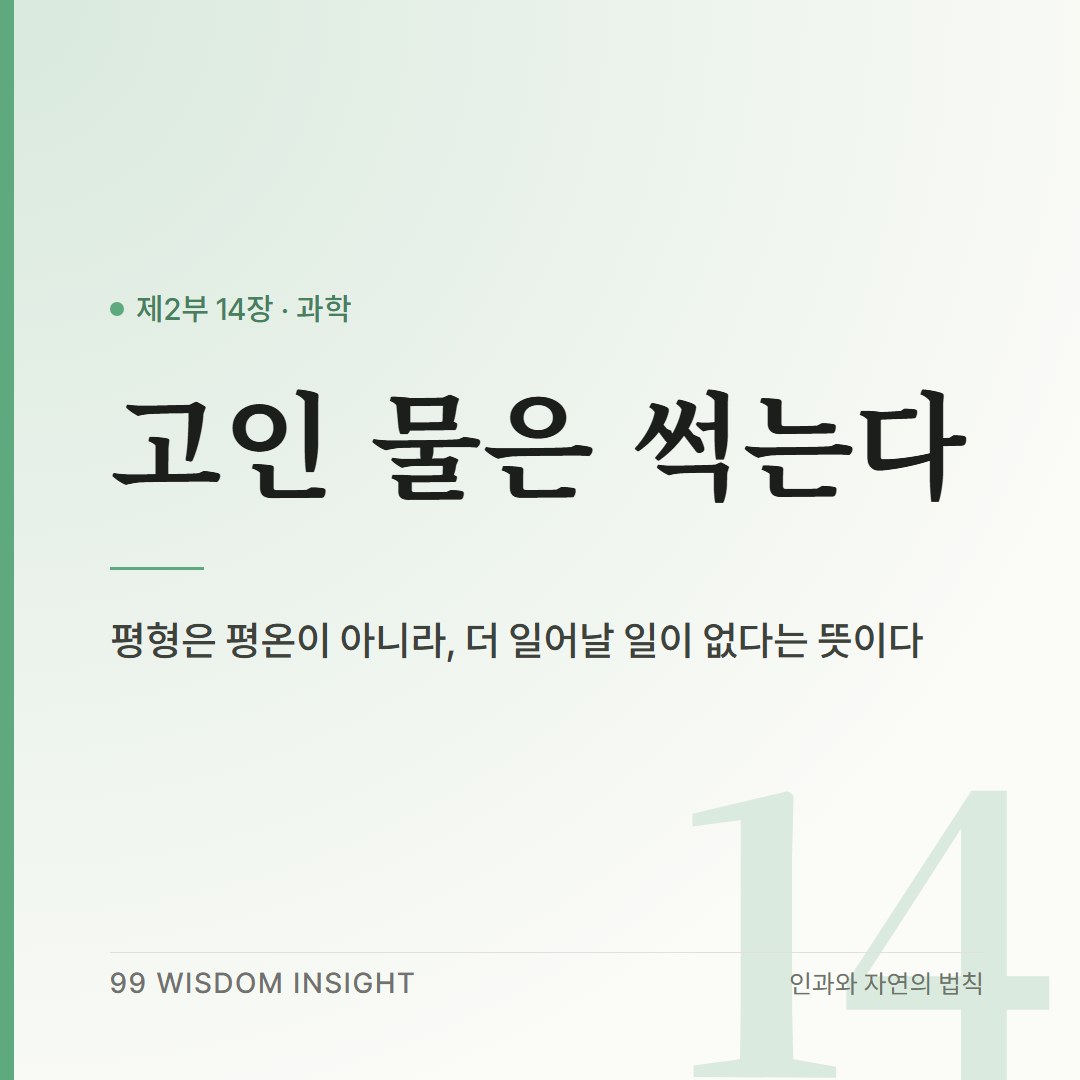 제2부 14장 · 과학
고인 물은 썩는다
평형은 평온이 아니라, 더 일어날 일이 없다는 뜻이다
14
99 WISDOM INSIGHT
인과와 자연의 법칙